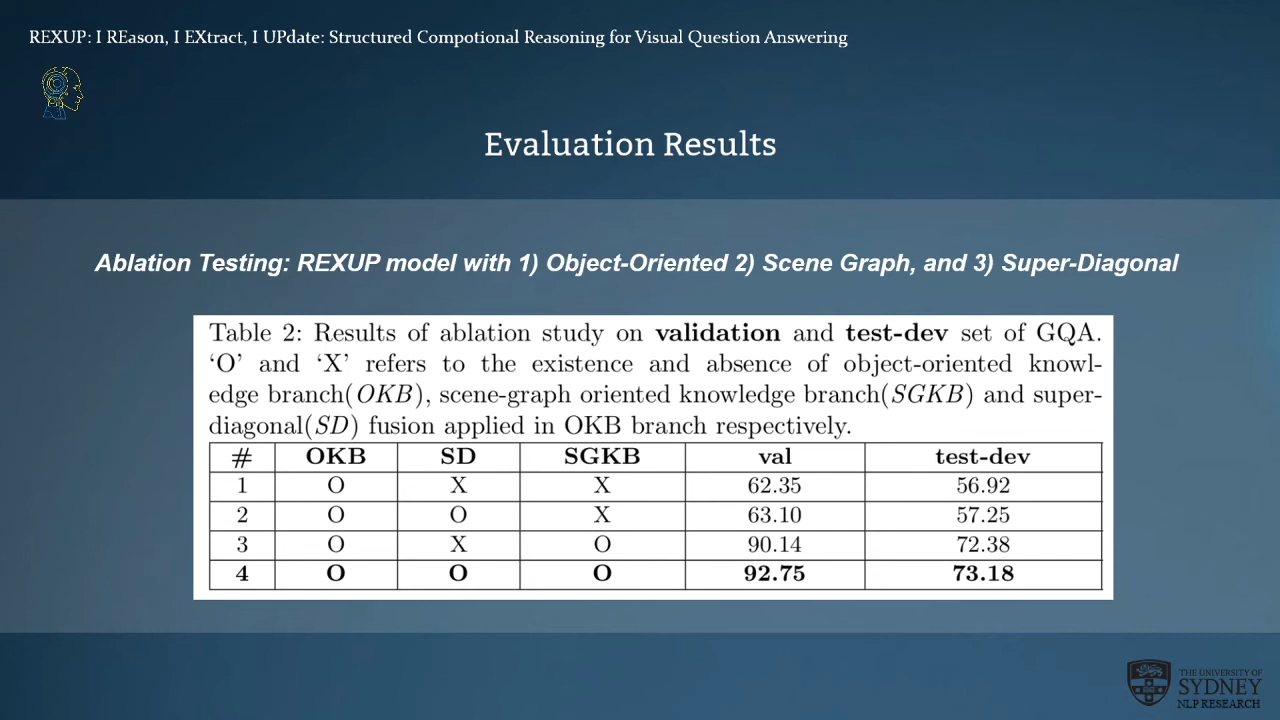 REXUP: I REason, I EXtract, I UPdate: Structured Compotional Reasoning for Visual Question Answering
Evaluation Results
Ablation Testing: REXUP model with 1) Object-Oriented 2) Scene Graph, and 3) Super-Diagonal
Table 2: Results of ablation study on validation and test-dev set of GQA.
‘O’ and ‘X’ refers to the existence and absence of object-oriented knowl-
edge branch(OKB), scene-graph oriented knowledge branch(SGKB) and super-
diagonal(SD) fusion applied in OKB branch respectively.
# OKB SD SGKB val test-dev
1 O X X 62.35 56.92
2 O O X 63.10 57.25
3 O X O 90.14 72.38
4 O O O 92.75 73.18
THE UNIVERSITY OF
SYDNEY
NLP RESEARCH